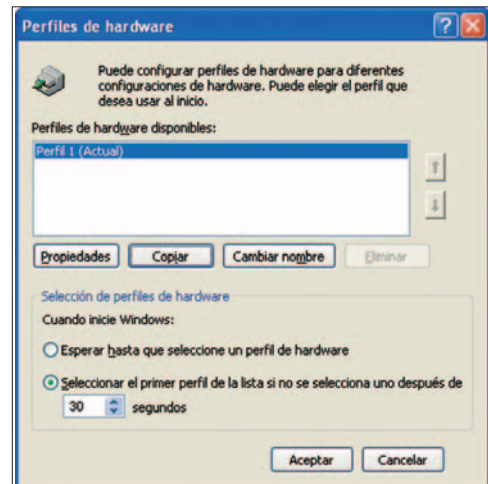 Perfiles de hardware
Puede configurar perfiles de hardware para diferentes
configuraciones de hardware. Puede elegir el perfil que
desea usar al inicio.
Perfiles de hardware disponibles:
Perfil 1 (Actual)
Propiedades Copiar Cambiar nombre Eliminar
Selección de perfiles de hardware
Cuando inicie Windows:
Esperar hasta que seleccione un perfil de hardware
Seleccionar el primer perfil de la lista si no se selecciona uno después de
30 segundos
Aceptar Cancelar